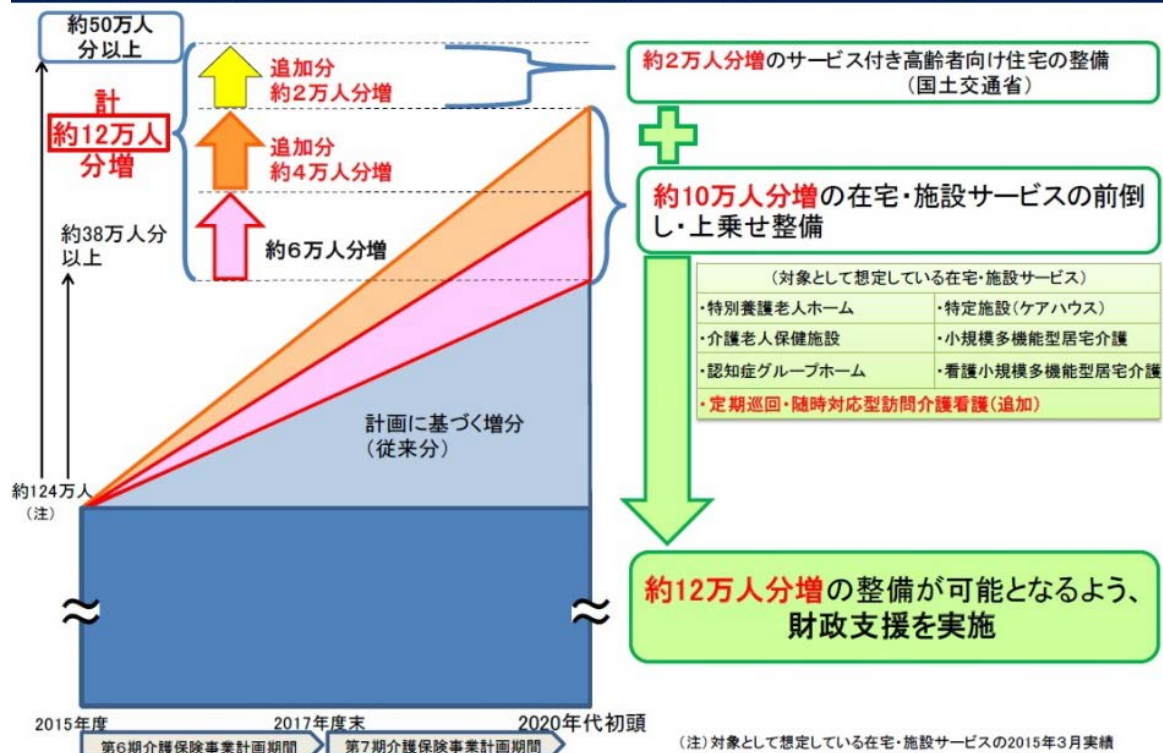 約50万人
分以上
計
約12万人
分増
追加分
約2万人分増
追加分
約4万人分増
約6万人分増
約38万人分
以上
計画に基づく増分
(従来分)
約124万人
(注)
2015年度
2017年度末
2020年代初頭
第6期介護保険事業計画期間
第7期介護保険事業計画期間
約2万人分増のサービス付き高齢者向け住宅の整備
(国土交通省)
約10万人分増の在宅・施設サービスの前倒
し・上乗せ整備
(対象として想定している在宅・施設サービス)
・特別養護老人ホーム
・特定施設(ケアハウス)
・介護老人保健施設
・小規模多機能型居宅介護
・認知症グループホーム
・看護小規模多機能型居宅介護
・定期巡回・随時対応型訪問介護看護(追加)
約12万人分増の整備が可能となるよう、
財政支援を実施
(注)対象として想定している在宅・施設サービスの2015年3月実績